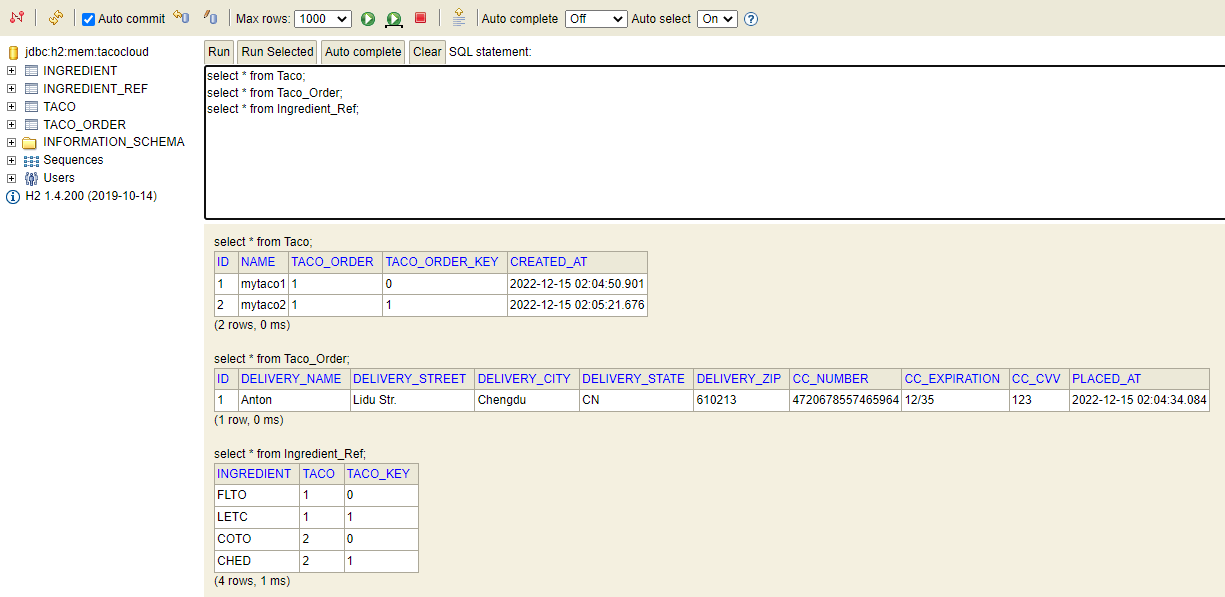 Auto commit Max rows: 1000 Auto complete Off Auto select On ?
jdbc:h2:mem:tacocloud
INGREDIENT
INGREDIENT_REF
TACO
TACO_ORDER
INFORMATION_SCHEMA
Sequences
Users
H2 1.4.200 (2019-10-14)
Run Run Selected Auto complete Clear SQL statement:
select * from Taco;
select * from Taco_Order;
select * from Ingredient_Ref;
select * from Taco;
ID NAME TACO_ORDER TACO_ORDER_KEY CREATED_AT
1 mytaco1 1 0 2022-12-15 02:04:50.901
2 mytaco2 1 1 2022-12-15 02:05:21.676
(2 rows, 0 ms)
select * from Taco_Order;
ID DELIVERY_NAME DELIVERY_STREET DELIVERY_CITY DELIVERY_STATE DELIVERY_ZIP CC_NUMBER CC_EXPIRATION CC_CVV PLACED_AT
1 Anton Lidu Str. Chengdu CN 610213 4720678557465964 12/35 123 2022-12-15 02:04:34.084
(1 row, 0 ms)
select * from Ingredient_Ref;
INGREDIENT TACO TACO_KEY
FLTO 1 0
LETC 1 1
COTO 2 0
CHED 2 1
(4 rows, 1 ms)